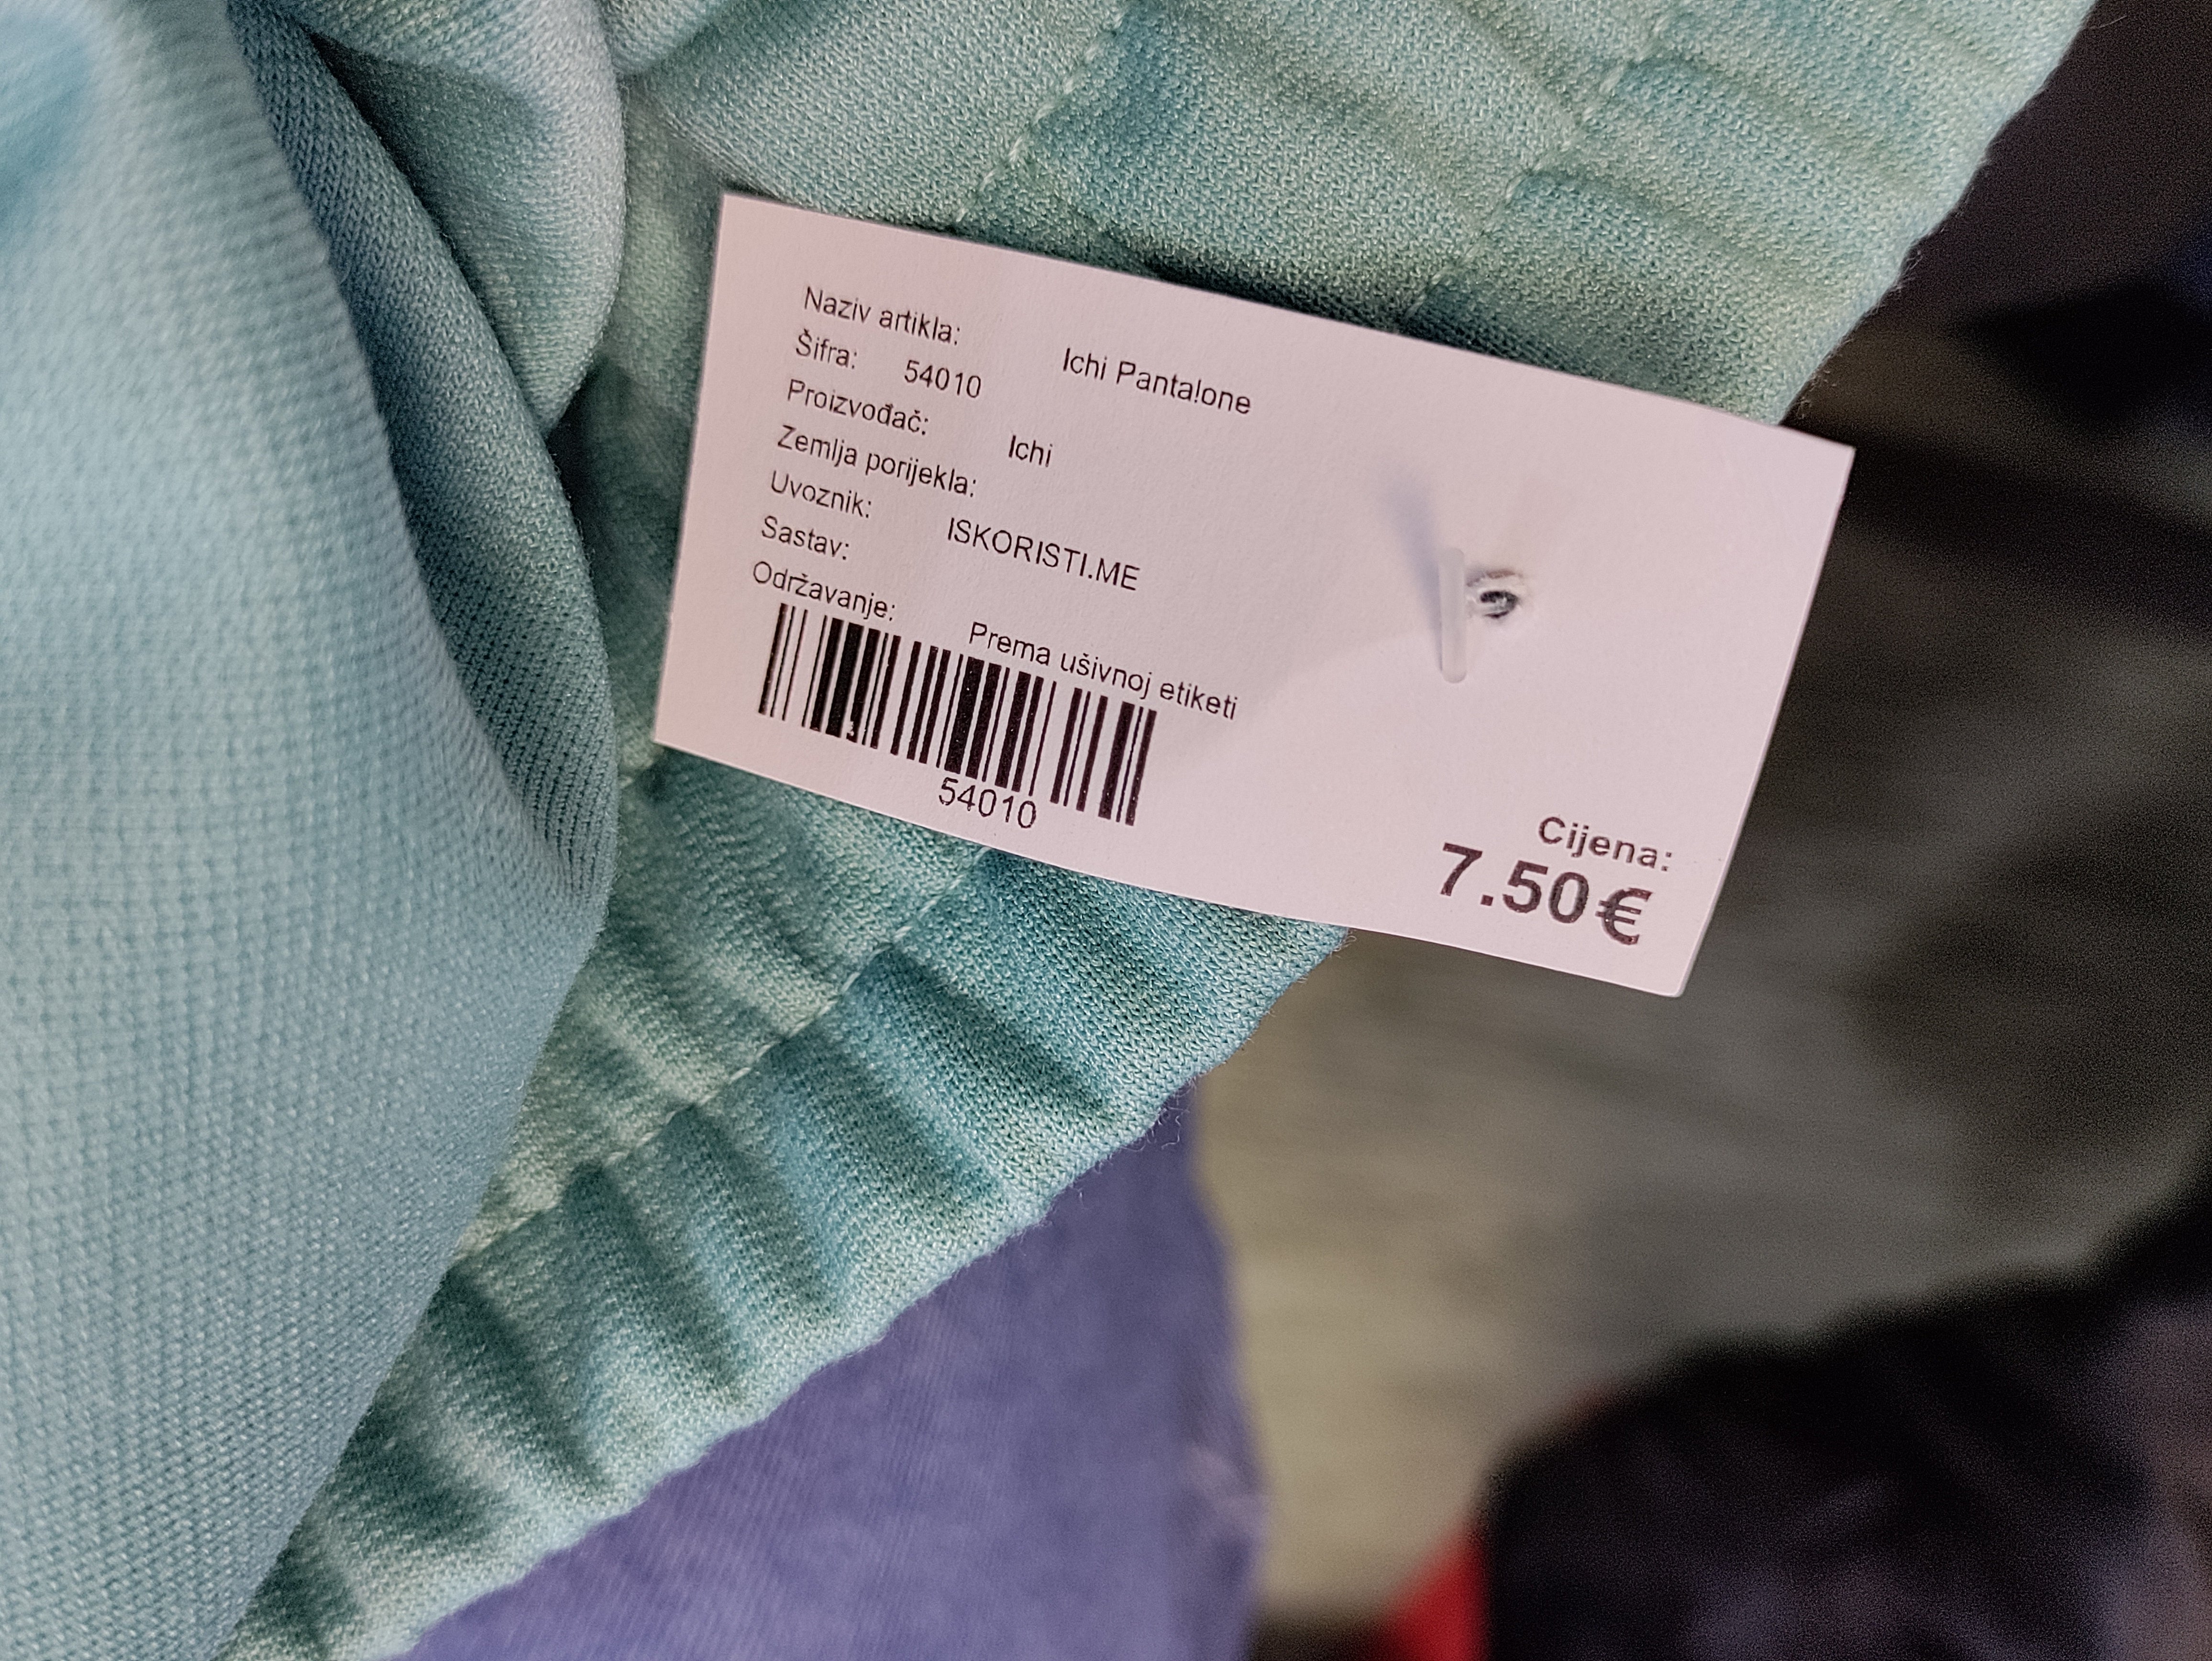 Naziv artikla: Ichi Pantalone
Šifra: 54010
Proizvođač: Ichi
Zemlja porijekla:
Uvoznik: ISKORISTI.ME
Sastav:
Održavanje: Prema ušivnoj etiketi
54010
Cijena:
7.50€